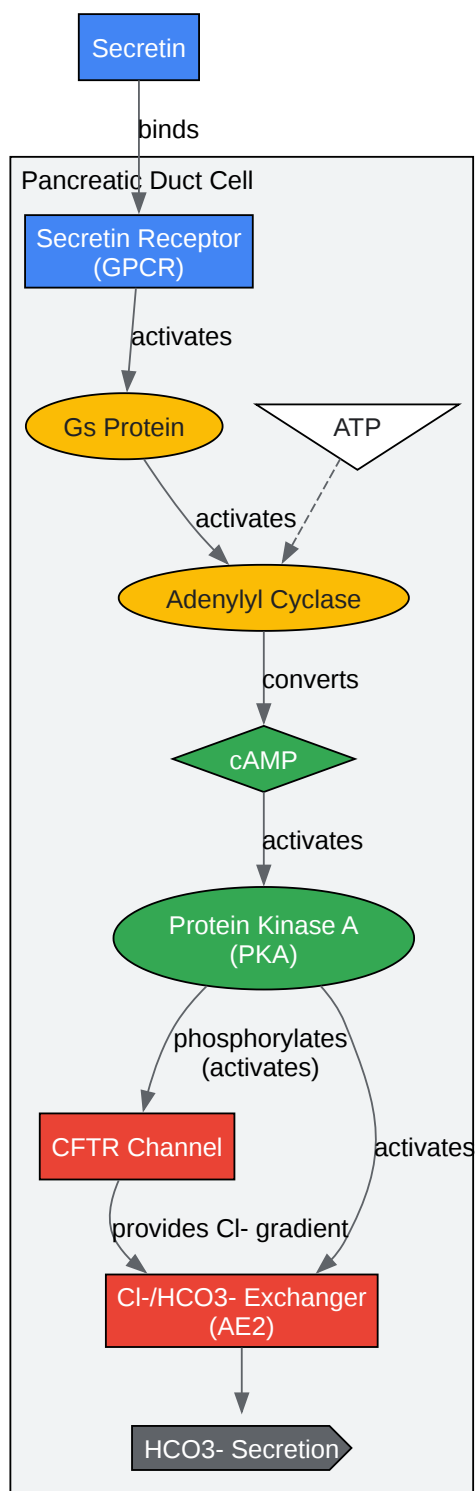 Secretin
binds
Pancreatic Duct Cell
Secretin Receptor
(GPCR)
activates
Gs Protein
ATP
activates
Adenylyl Cyclase
converts
cAMP
activates
Protein Kinase A
(PKA)
phosphorylates
(activates)
CFTR Channel
activates
provides Cl- gradient
Cl-/HCO3- Exchanger
(AE2)
HCO3- Secretion